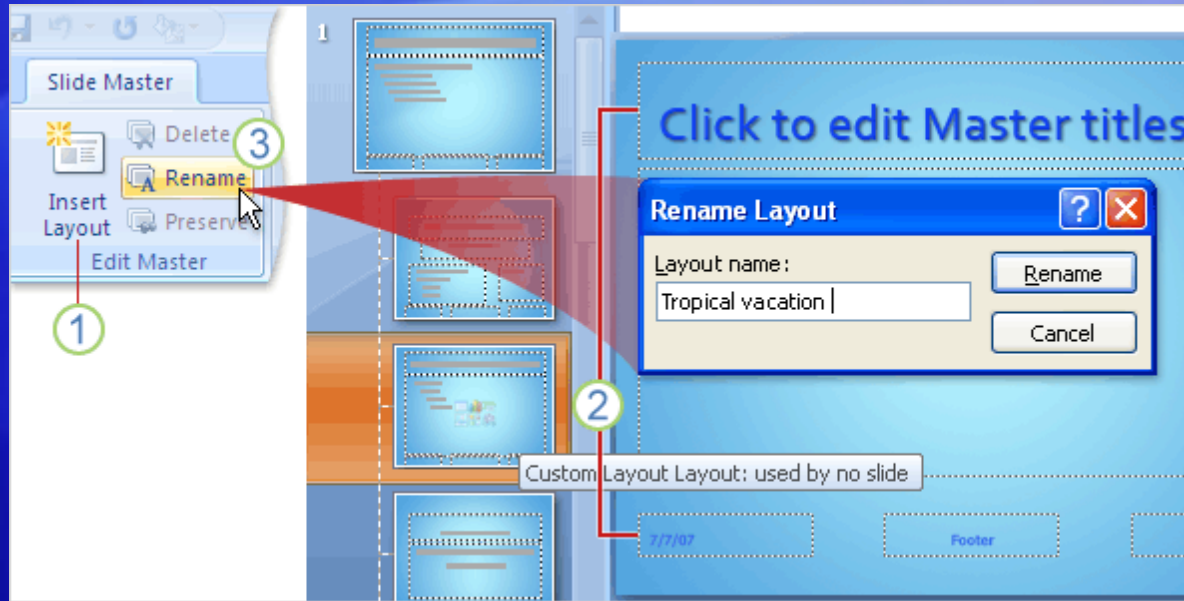 Slide Master
Delete
3
Rename
Insert
Layout
Preserve
Edit Master
1
1
Click to edit Master titles
Rename Layout
Layout name:
Rename
Tropical vacation
Cancel
2
Custom Layout Layout: used by no slide
7/7/07
Footer